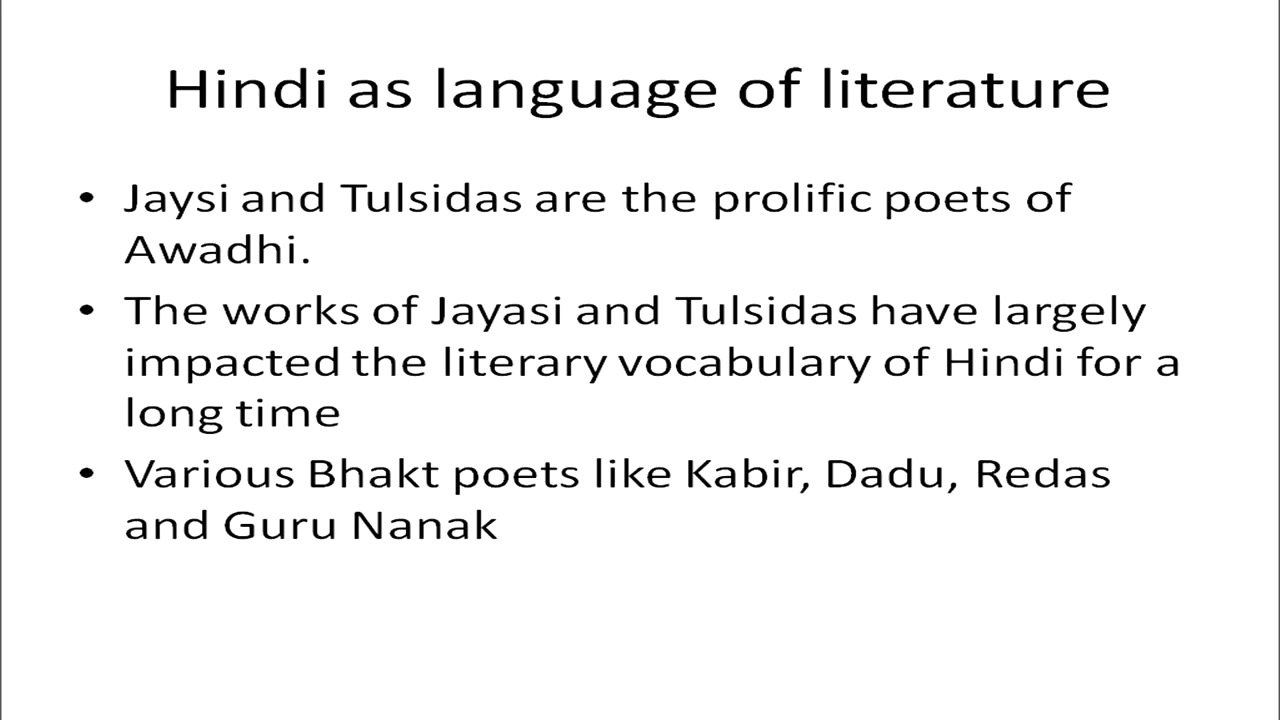 Hindi as language of literature
• Jaysi and Tulsidas are the prolific poets of
Awadhi.
• The works of Jayasi and Tulsidas have largely
impacted the literary vocabulary of Hindi for a
long time
• Various Bhakt poets like Kabir, Dadu, Redas
and Guru Nanak